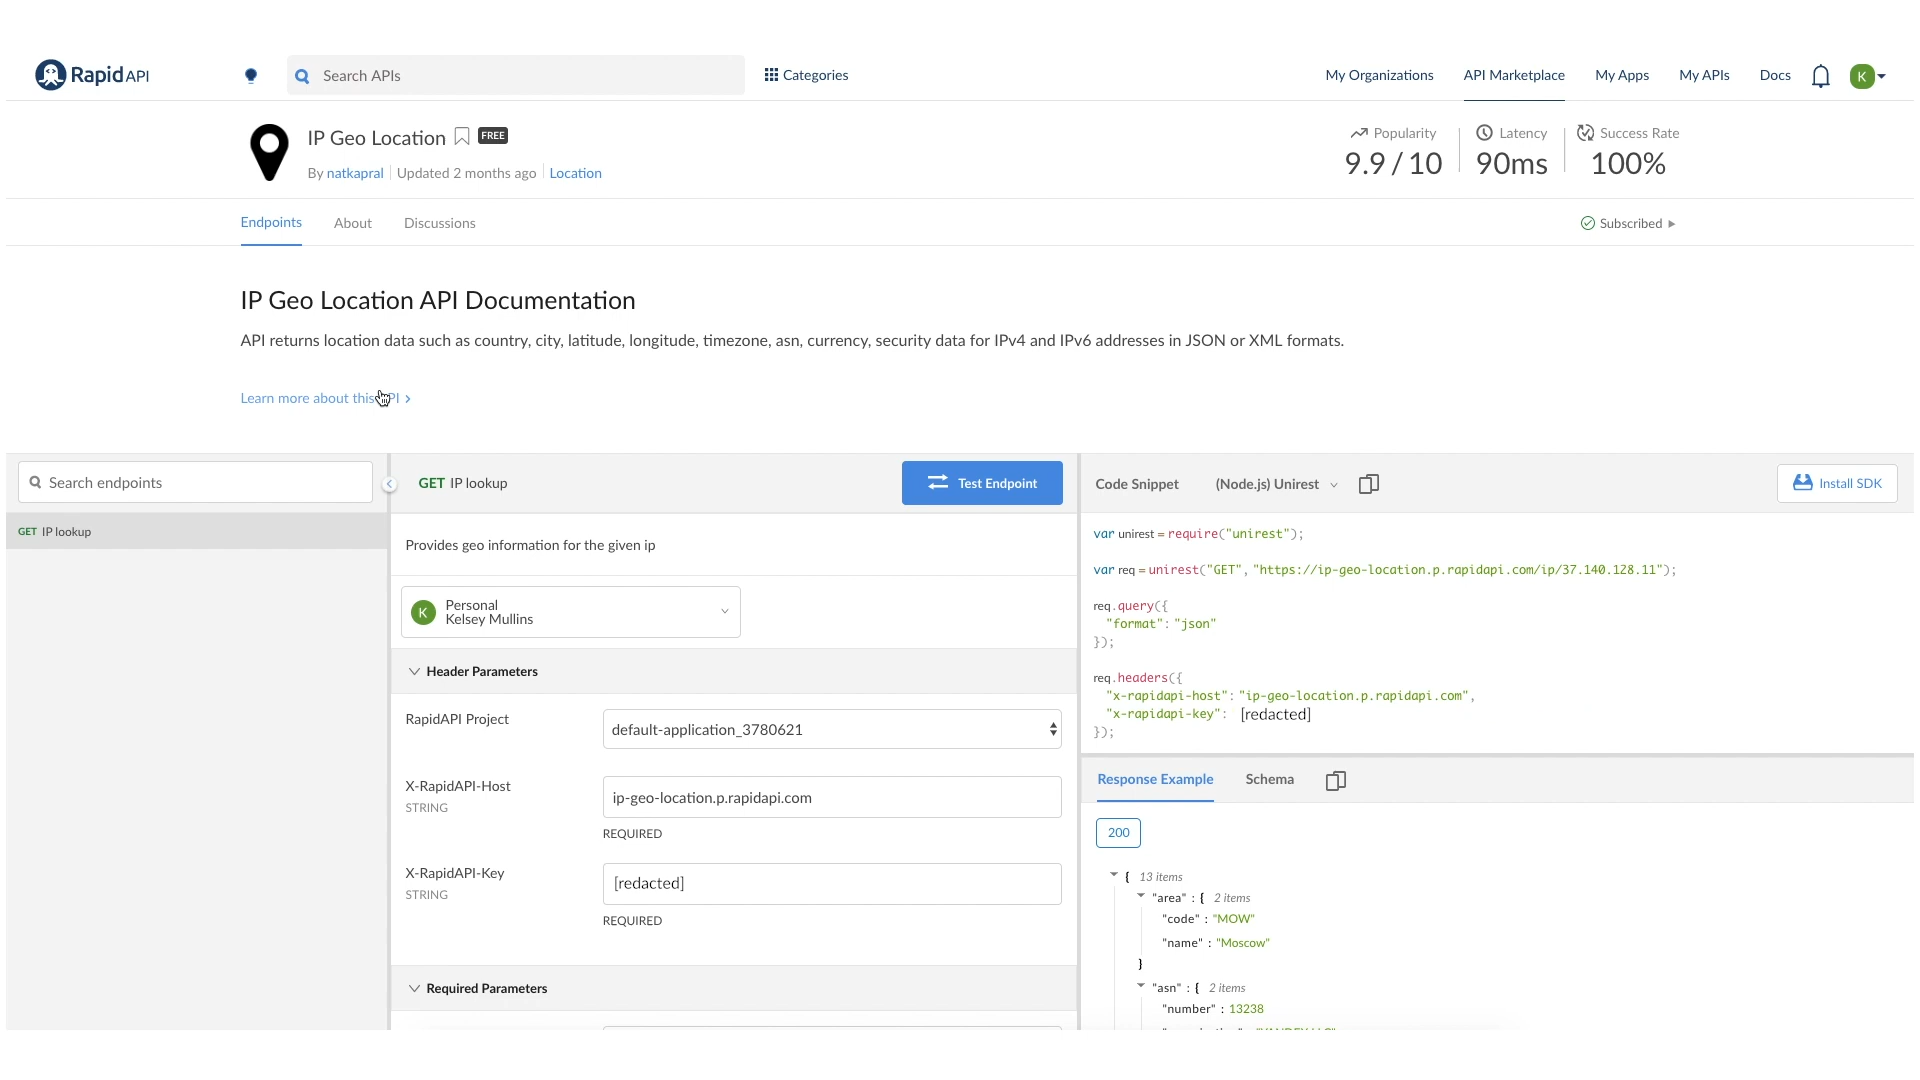 RapidAPI
Search APIs
Categories
My Organizations
API Marketplace
My Apps
My APIs
Docs
K
IP Geo Location
FREE
By natkapral
Updated 2 months ago
Location
Popularity
9.9 / 10
Latency
90ms
Success Rate
100%
Endpoints
About
Discussions
Subscribed
IP Geo Location API Documentation
API returns location data such as country, city, latitude, longitude, timezone, asn, currency, security data for IPv4 and IPv6 addresses in JSON or XML formats.
Learn more about this API
Search endpoints
GET IP lookup
GET IP lookup
Test Endpoint
Provides geo information for the given ip
K
Personal
Kelsey Mullins
Header Parameters
RapidAPI Project
default-application_3780621
X-RapidAPI-Host
STRING
ip-geo-location.p.rapidapi.com
REQUIRED
X-RapidAPI-Key
STRING
[redacted]
REQUIRED
Required Parameters
Code Snippet
(Node.js) Unirest
Install SDK
var unirest = require("unirest");
var req = unirest("GET", "https://ip-geo-location.p.rapidapi.com/ip/37.140.128.11");
req.query({
"format": "json"
});
req.headers({
"x-rapidapi-host": "ip-geo-location.p.rapidapi.com",
"x-rapidapi-key": [redacted]
});
Response Example
Schema
200
{ 13 items
"area" : { 2 items
"code" : "MOW"
"name" : "Moscow"
}
"asn" : { 2 items
"number" : 13238